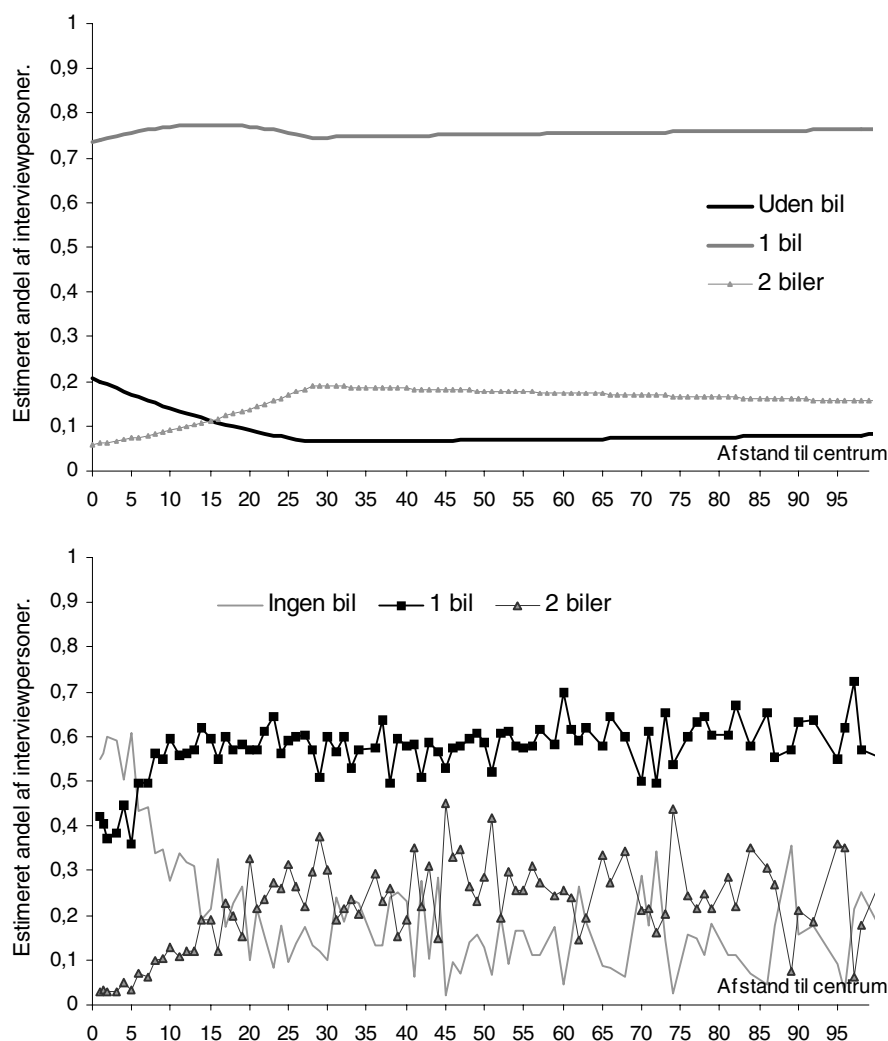 Estimeret andel af interviewpersoner.
1
0,9
0,8
0,7
0,6
0,5
0,4
0,3
0,2
0,1
0
Uden bil
1 bil
2 biler
Afstand til centrum
0 5 10 15 20 25 30 35 40 45 50 55 60 65 70 75 80 85 90 95
Estimeret andel af interviewpersoner.
1
0,9
0,8
0,7
0,6
0,5
0,4
0,3
0,2
0,1
0
Ingen bil 1 bil 2 biler
Afstand til centrum
0 5 10 15 20 25 30 35 40 45 50 55 60 65 70 75 80 85 90 95